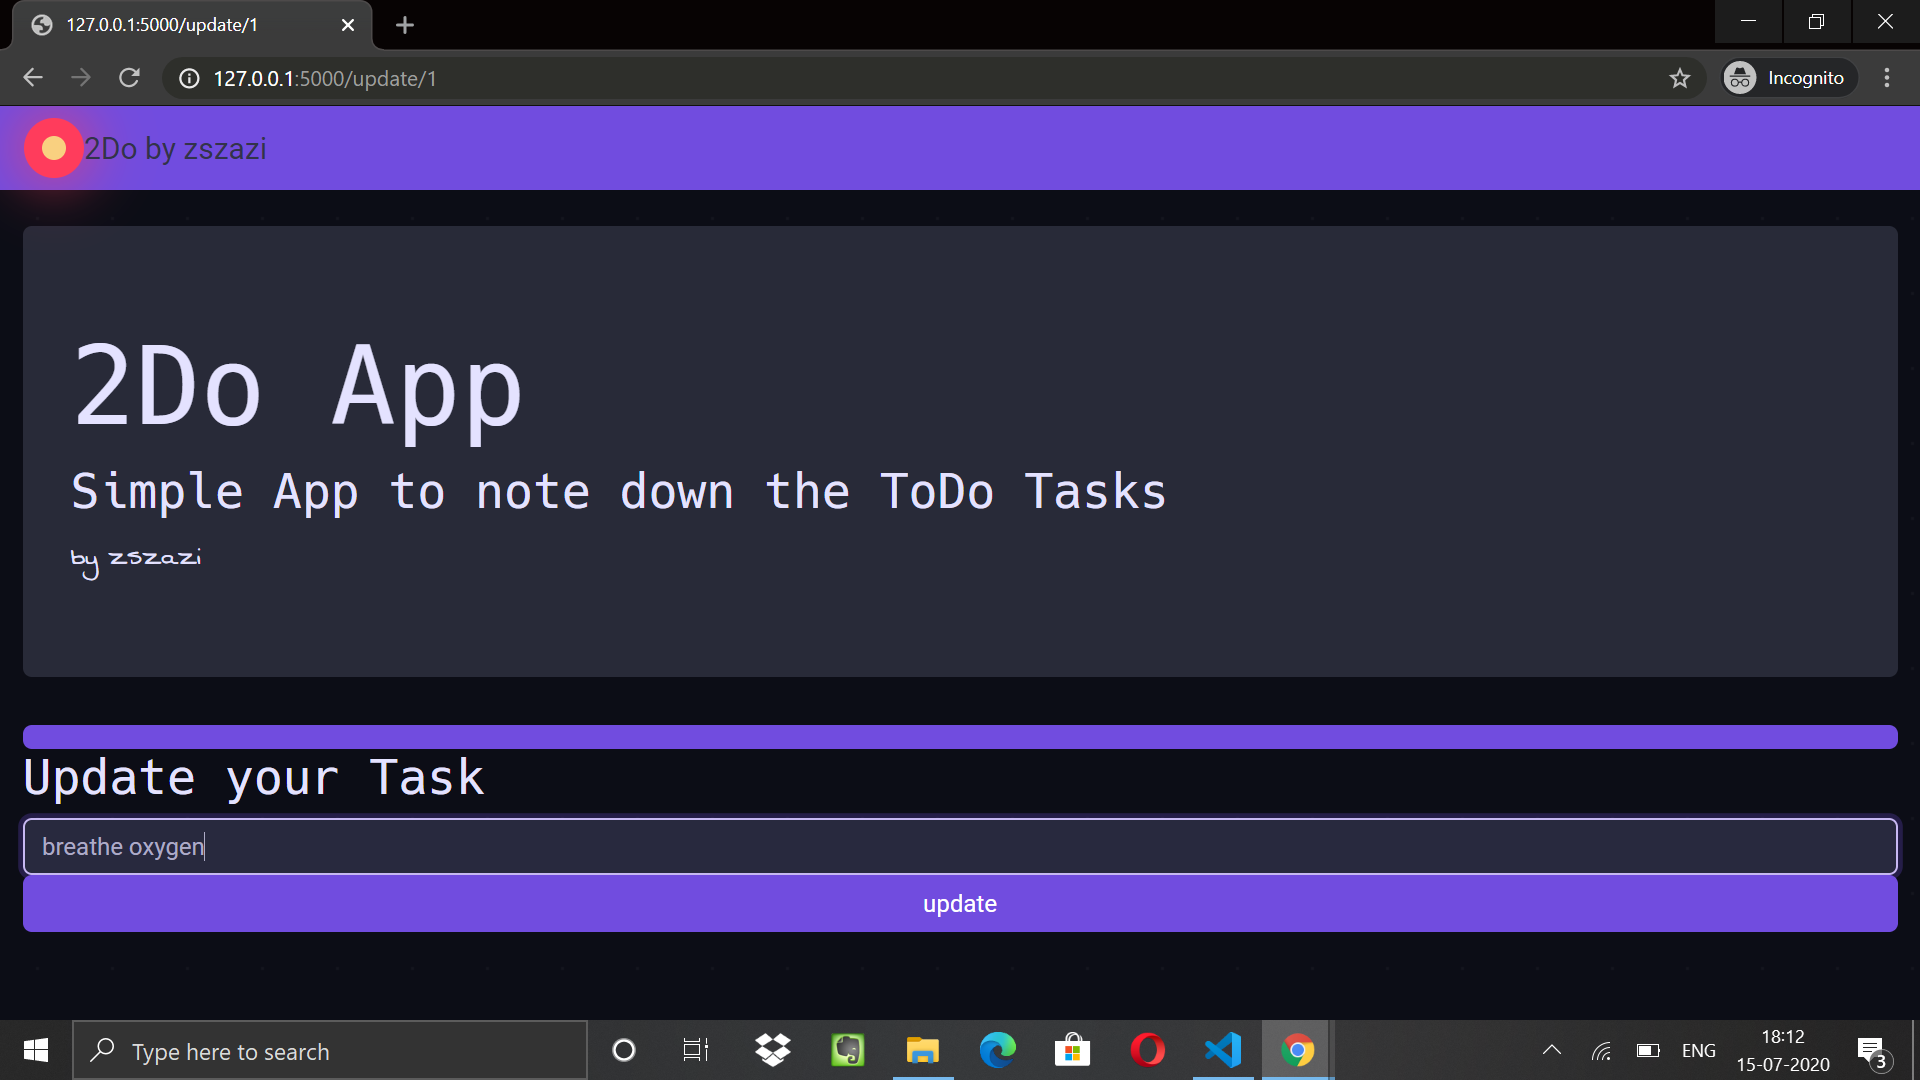 127.0.0.1:5000/update/1
127.0.0.1:5000/update/1
Incognito
2Do by zszazi
2Do App
Simple App to note down the ToDo Tasks
by zszazi
Update your Task
breathe oxygen
update
Type here to search
ENG
18:12
15-07-2020
3